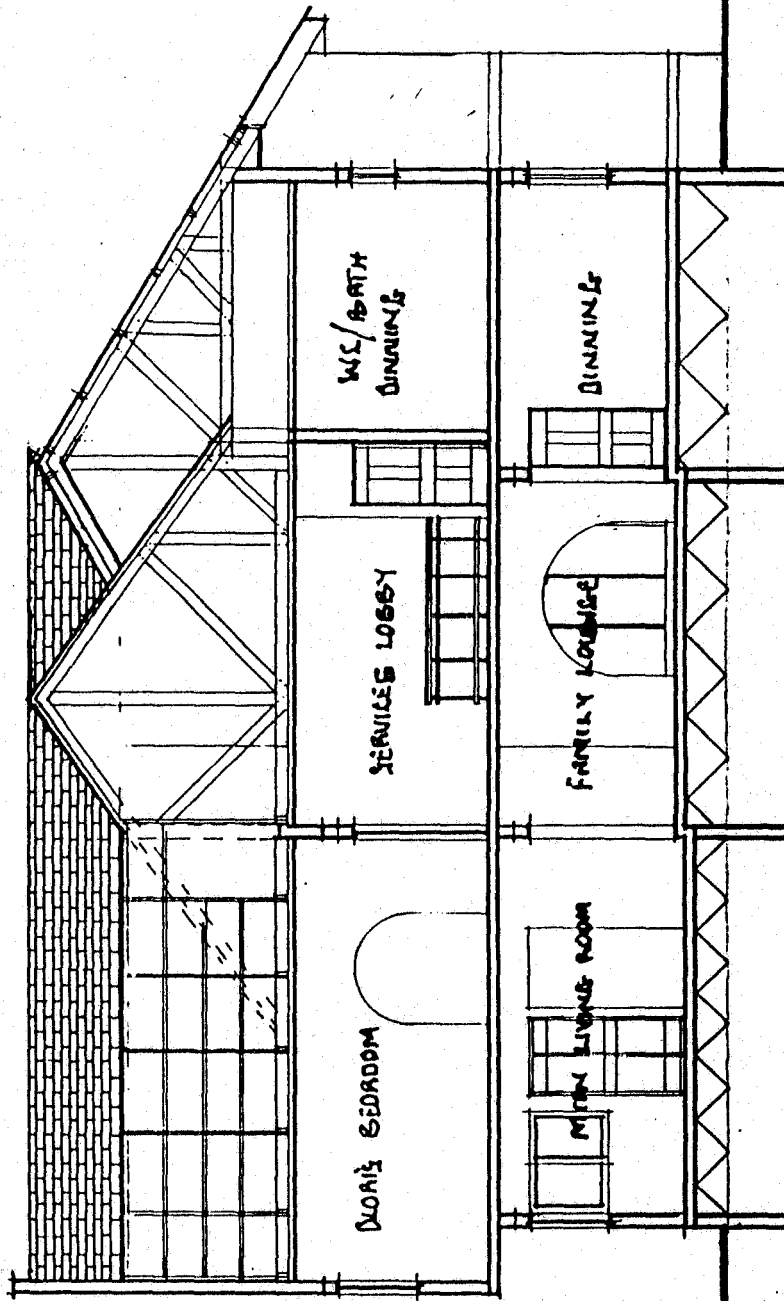 WC/BATH
DINNING
SERVICES LOBBY
BEDROOM
DINNING
FAMILY LOUNGE
MAIN LIVING ROOM